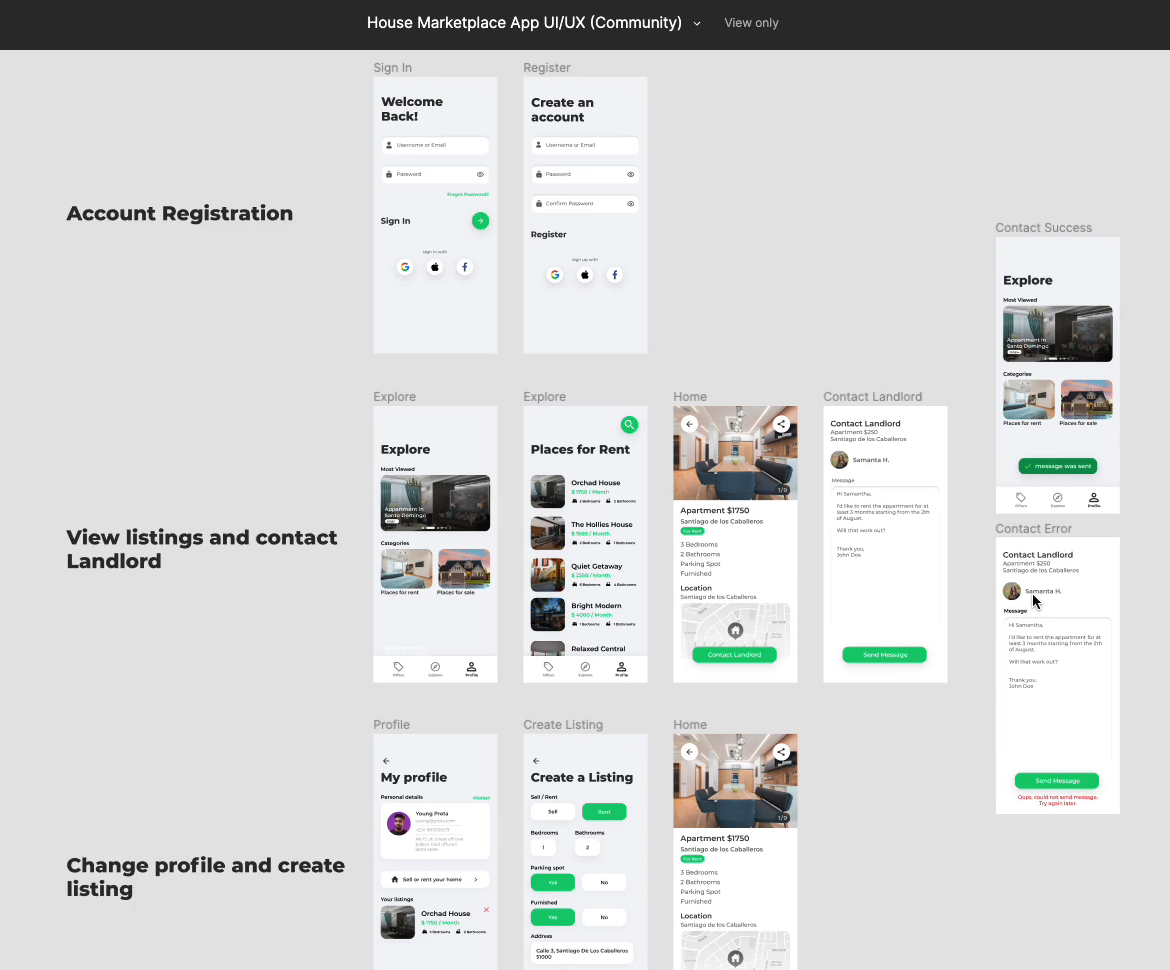 House Marketplace App UI/UX (Community)
View only
Sign In
Welcome
Back!
Username or Email
Password
Forgot Password?
Sign In
sign in with
Register
Create an
account
Username or Email
Password
Confirm Password
Register
sign up with
Account Registration
Contact Success
Explore
Most Viewed
Appartment in
Santo Domingo
Categories
Places for rent
Places for sale
message was sent
Offers
Explore
Profile
Explore
Explore
Most Viewed
Appartment in
Santo Domingo
Categories
Places for rent
Places for sale
Offers
Explore
Profile
Explore
Places for Rent
Orchad House
$ 1750 / Month
3 Bedrooms
2 Bathrooms
The Hollies House
$ 1500 / Month
2 Bedrooms
1 Bathrooms
Quiet Getaway
$ 2350 / Month
Bedrooms
Bathrooms
Bright Modern
$ 4000 / Month
1 Bedrooms
1 Bathrooms
Relaxed Central
Offers
Explore
Profile
Home
1/9
Apartment $1750
Santiago de los Caballeros
For Rent
3 Bedrooms
2 Bathrooms
Parking Spot
Furnished
Location
Santiago de los Caballeros
Contact Landlord
Contact Landlord
Contact Landlord
Apartment $250
Santiago de los Caballeros
Samanta H.
Message
Hi Samantha,
I'd like to rent the appartment for at
least 3 months starting from the 2th
of August.
Will that work out?
Thank you,
John Doe
Send Message
View listings and contact
Landlord
Contact Error
Contact Landlord
Apartment $250
Santiago de los Caballeros
Samanta H.
Message
Hi Samantha,
I'd like to rent the appartment for at
least 3 months starting from the 2th
of August.
Will that work out?
Thank you,
John Doe
Send Message
Oops, could not send message.
Try again later.
Profile
My profile
Personal details
change
Young Prota
Sell or rent your home
Your listings
Orchad House
$ 1750 / Month
3 Bedrooms
2 Bathrooms
Create Listing
Create a Listing
Sell / Rent
Sell
Rent
Bedrooms
Bathrooms
1
2
Parking spot
Yes
No
Furnished
Yes
No
Address
Calle 3, Santiago De Los Caballeros
51000
Home
1/9
Apartment $1750
Santiago de los Caballeros
For Rent
3 Bedrooms
2 Bathrooms
Parking Spot
Furnished
Location
Santiago de los Caballeros
Change profile and create
listing